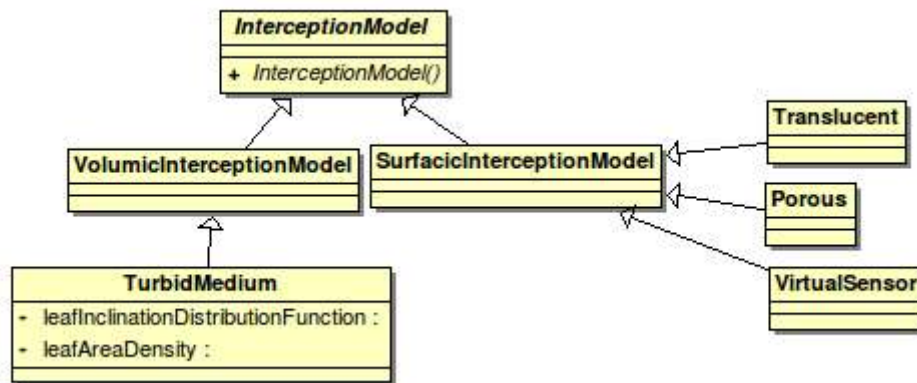 InterceptionModel
+ InterceptionModel()
VolumicInterceptionModel
SurfacicInterceptionModel
Translucent
Porous
VirtualSensor
TurbidMedium
- leafInclinationDistributionFunction :
- leafAreaDensity :